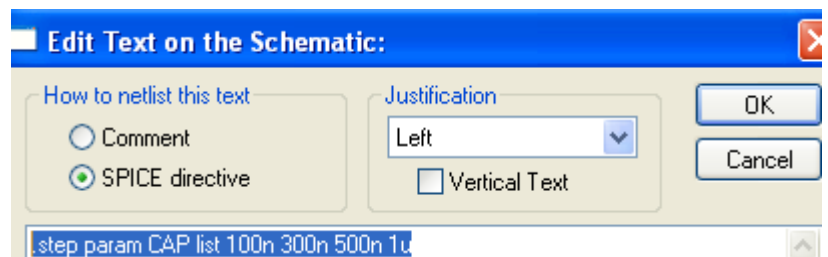 Edit Text on the Schematic:
How to netlist this text
Justification
OK
Comment
Left
SPICE directive
Vertical Text
Cancel
.step param CAP list 100n 300n 500n 1u